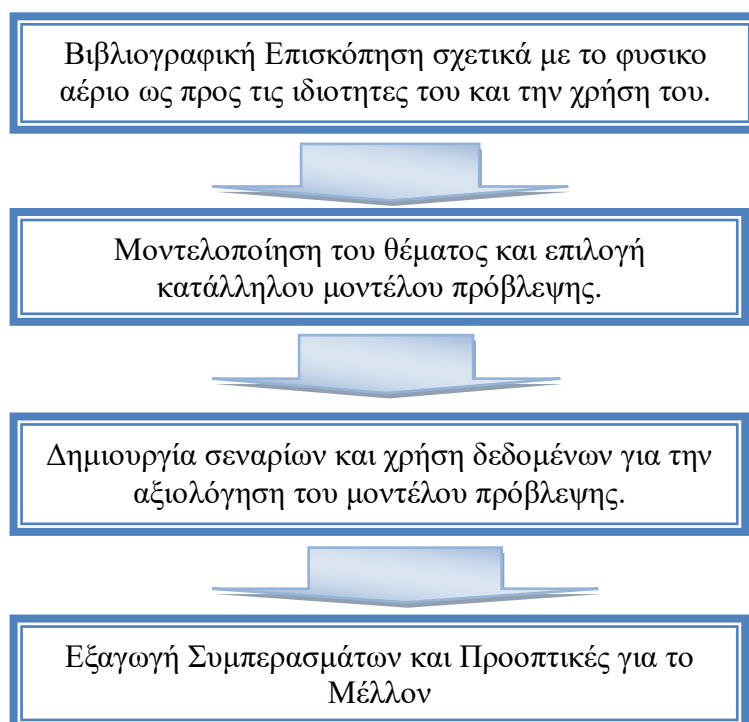 Βιβλιογραφική Επισκόπηση σχετικά με το φυσικο
αέριο ως προς τις ιδιοτητες του και την χρήση του.
Μοντελοποίηση του θέματος και επιλογή
κατάλληλου μοντέλου πρόβλεψης.
Δημιουργία σεναρίων και χρήση δεδομένων για την
αξιολόγηση του μοντέλου πρόβλεψης.
Εξαγωγή Συμπερασμάτων και Προοπτικές για το
Μέλλον